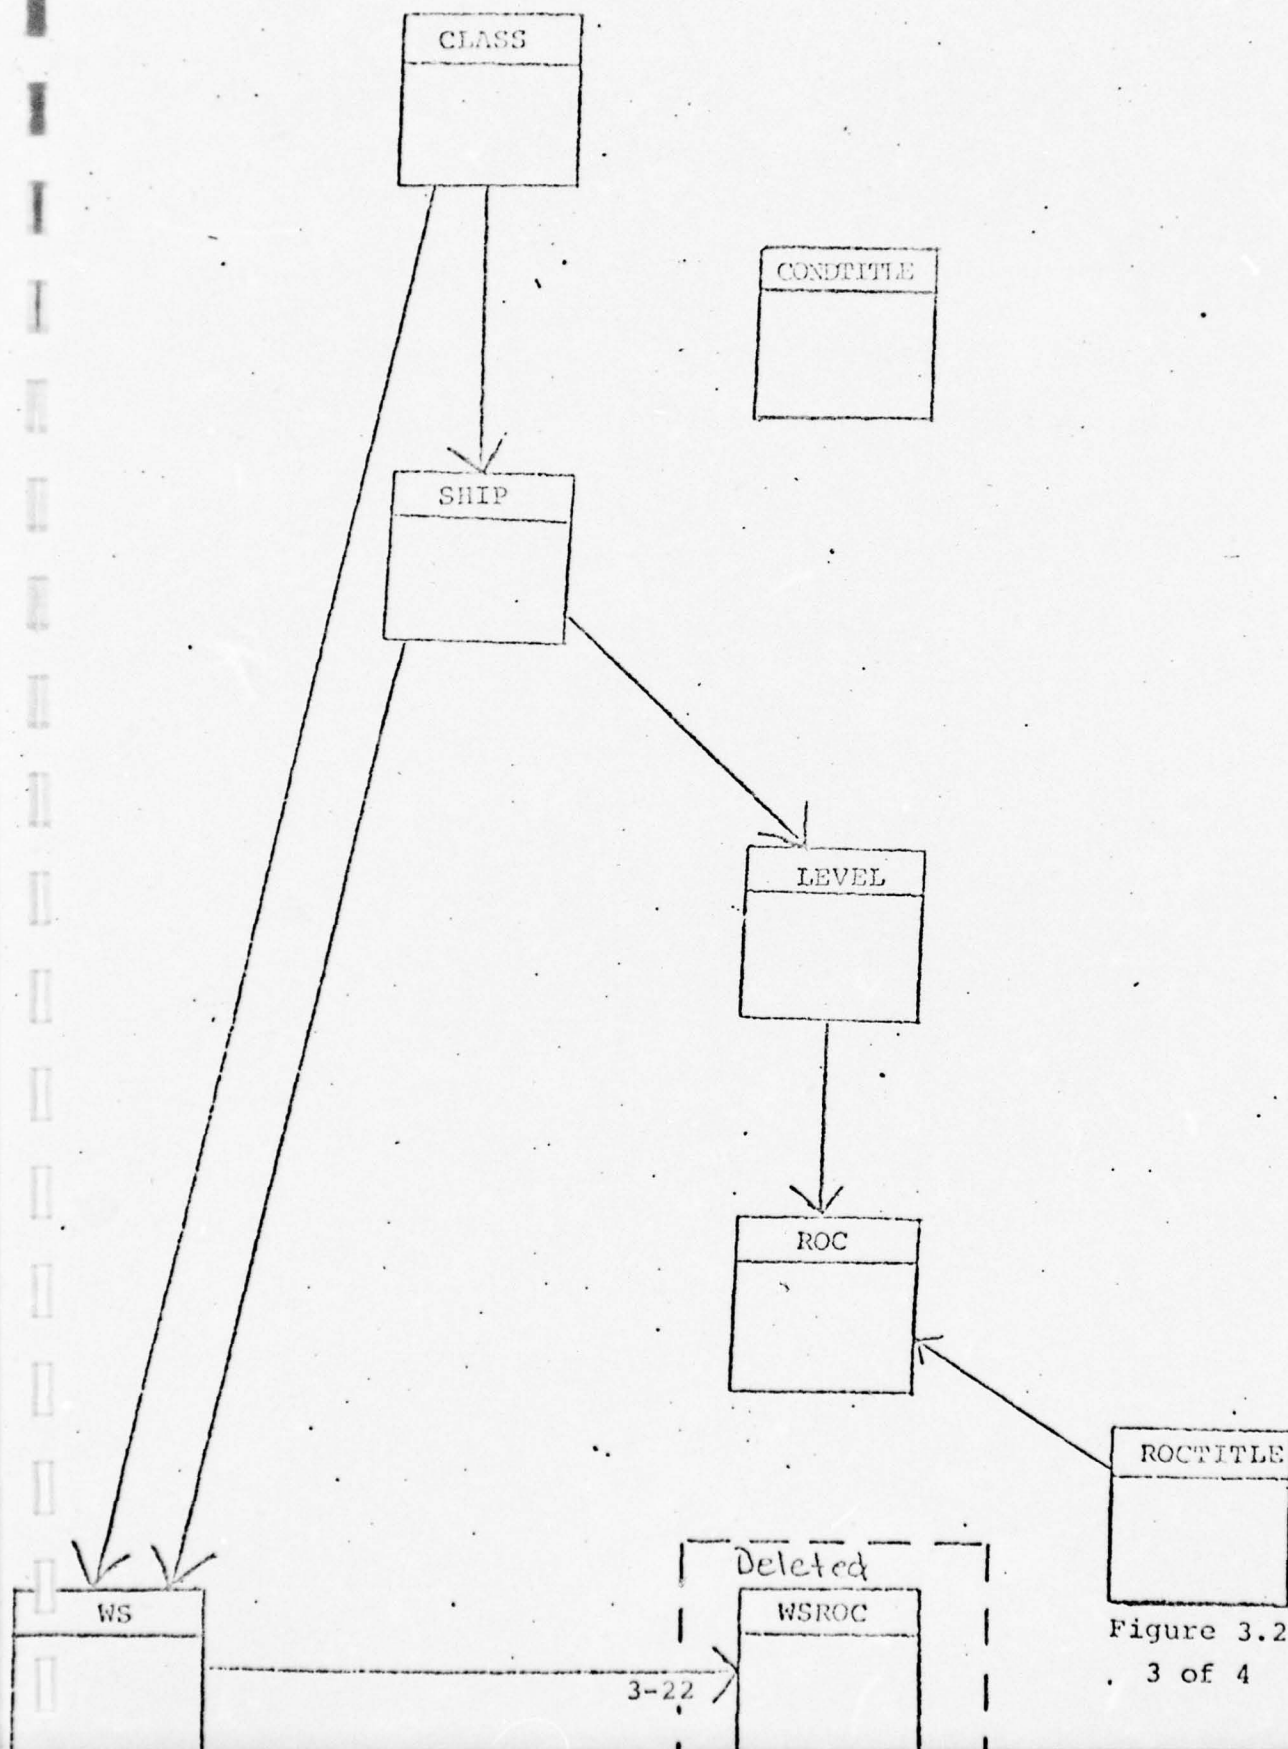 CLASS
CONDTITLE
SHIP
LEVEL
ROC
ROCTITLE
Deleted
WS
WSROC
Figure 3.2
3 of 4
3-22